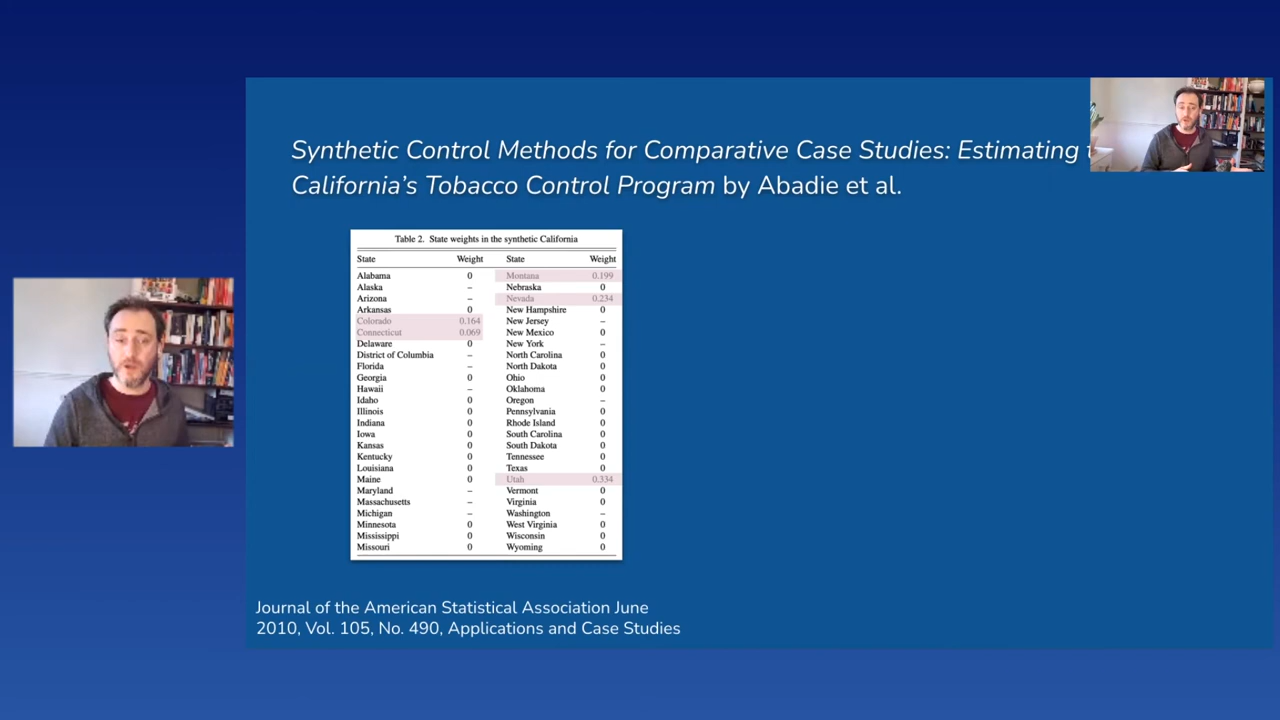 Synthetic Control Methods for Comparative Case Studies: Estimating
California’s Tobacco Control Program by Abadie et al.
Table 2. State weights in the synthetic California
State Weight State Weight
Alabama 0 Montana 0.199
Alaska – Nebraska 0
Arizona – Nevada 0.234
Arkansas 0 New Hampshire 0
Colorado 0.164 New Jersey –
Connecticut 0.069 New Mexico 0
Delaware 0 New York –
District of Columbia – North Carolina 0
Florida – North Dakota 0
Georgia 0 Ohio 0
Hawaii – Oklahoma 0
Idaho 0 Oregon –
Illinois 0 Pennsylvania 0
Indiana 0 Rhode Island 0
Iowa 0 South Carolina 0
Kansas 0 South Dakota 0
Kentucky 0 Tennessee 0
Louisiana 0 Texas 0
Maine 0 Utah 0.334
Maryland – Vermont 0
Massachusetts – Virginia 0
Michigan – Washington –
Minnesota 0 West Virginia 0
Mississippi 0 Wisconsin 0
Missouri 0 Wyoming 0
Journal of the American Statistical Association June
2010, Vol. 105, No. 490, Applications and Case Studies